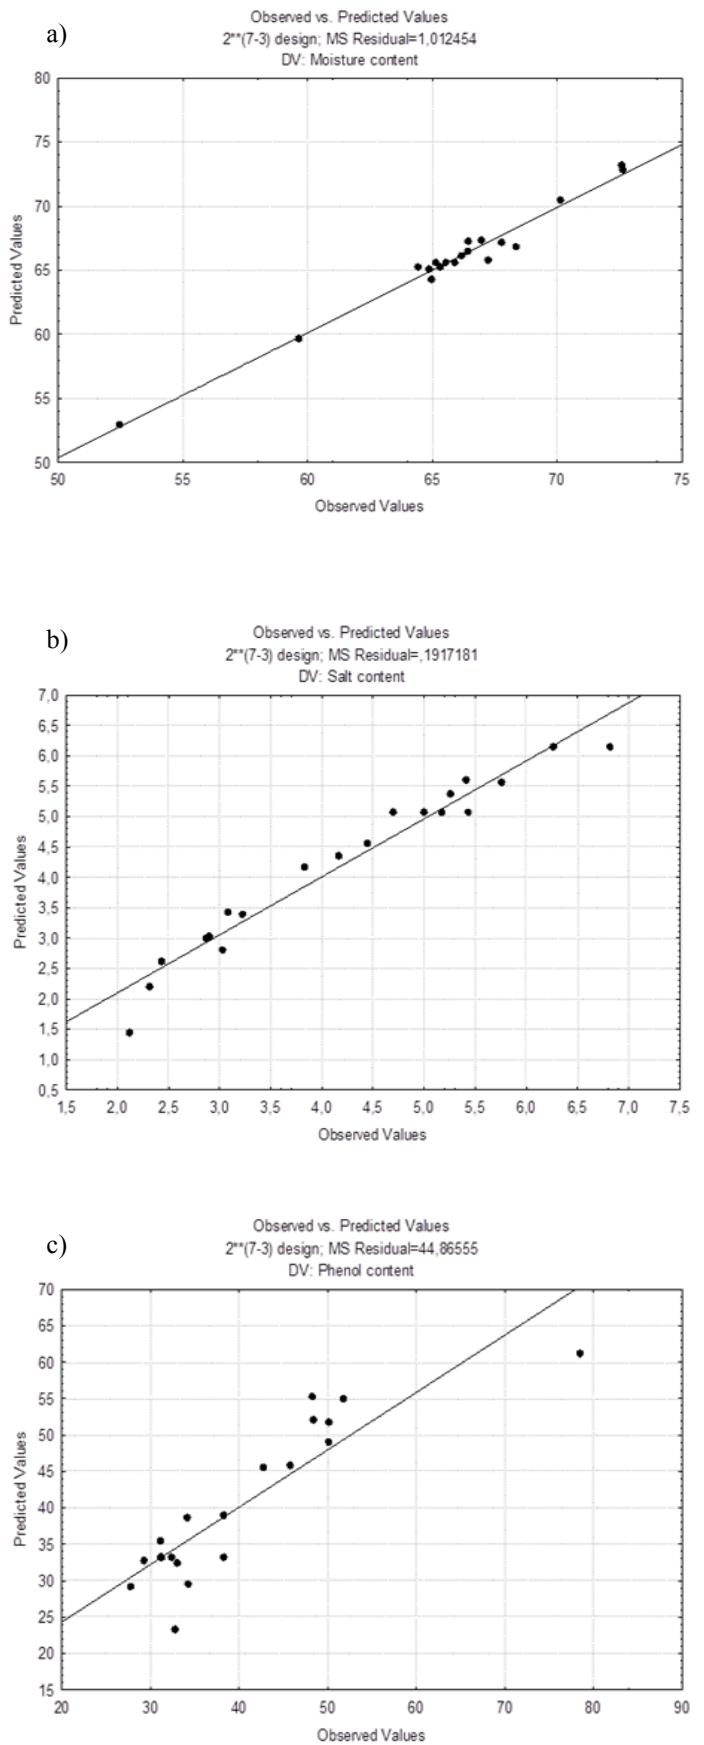 a)
Observed vs. Predicted Values
2**(7-3) design; MS Residual=1,012454
DV: Moisture content
80
75
70
65
60
55
50
Predicted Values
50 55 60 65 70 75
Observed Values
b)
Observed vs. Predicted Values
2**(7-3) design; MS Residual=,1917181
DV: Salt content
7,0
6,5
6,0
5,5
5,0
4,5
4,0
3,5
3,0
2,5
2,0
1,5
1,0
0,5
Predicted Values
1,5 2,0 2,5 3,0 3,5 4,0 4,5 5,0 5,5 6,0 6,5 7,0 7,5
Observed Values
c)
Observed vs. Predicted Values
2**(7-3) design; MS Residual=44,86555
DV: Phenol content
70
65
60
55
50
45
40
35
30
25
20
15
Predicted Values
20 30 40 50 60 70 80 90
Observed Values